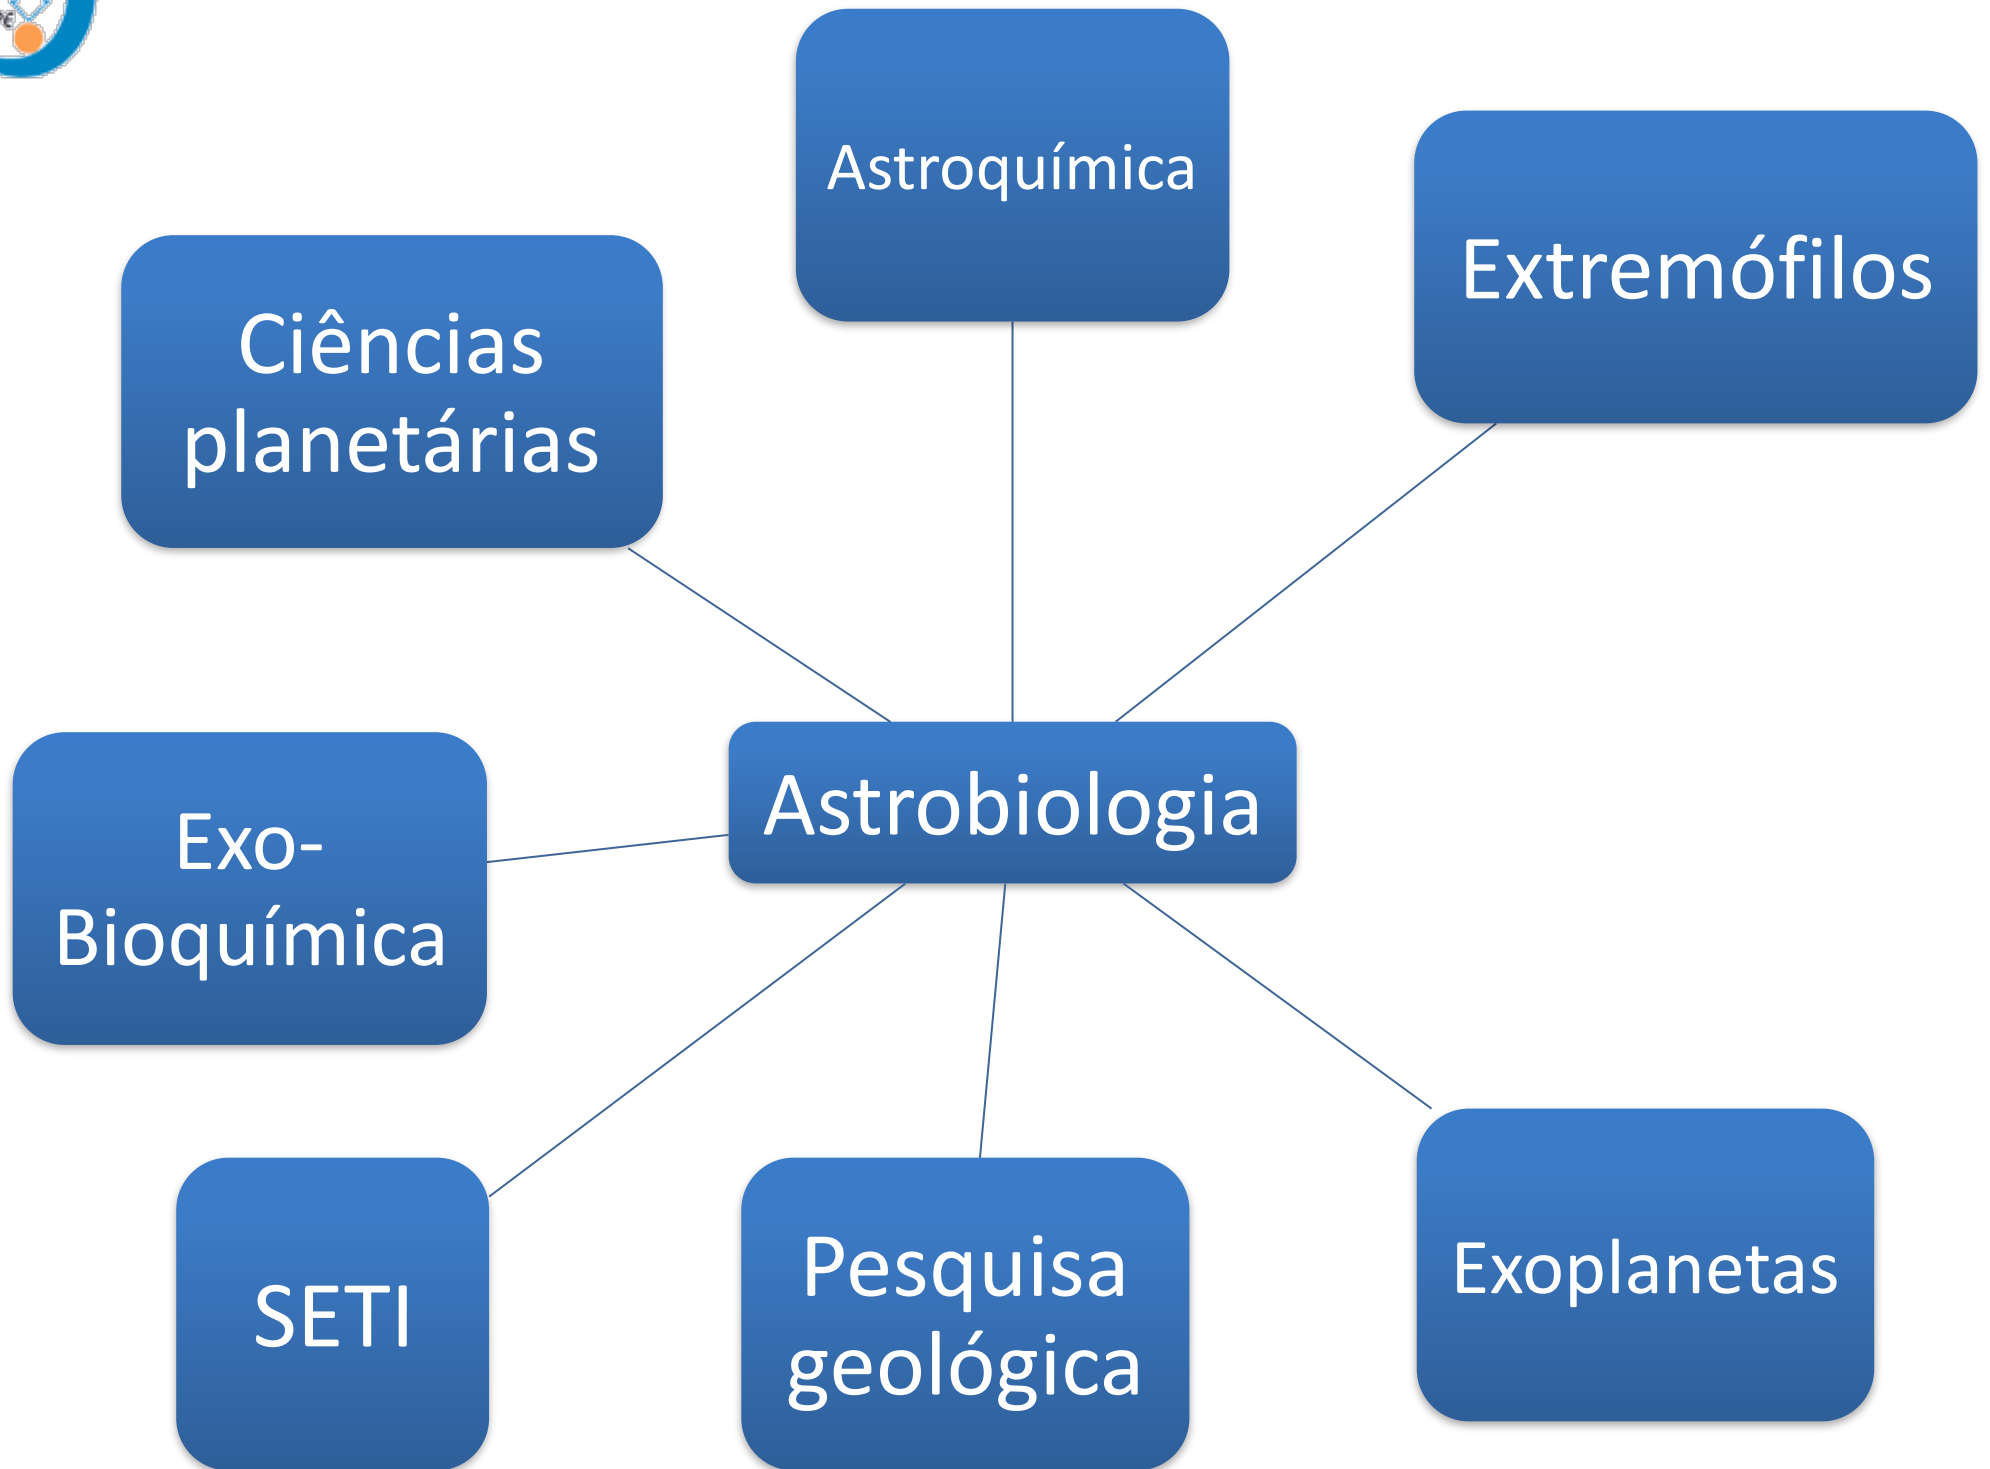 Astroquímica
Extremófilos
Ciências
planetárias
Astrobiologia
Exo-
Bioquímica
SETI
Pesquisa
geológica
Exoplanetas